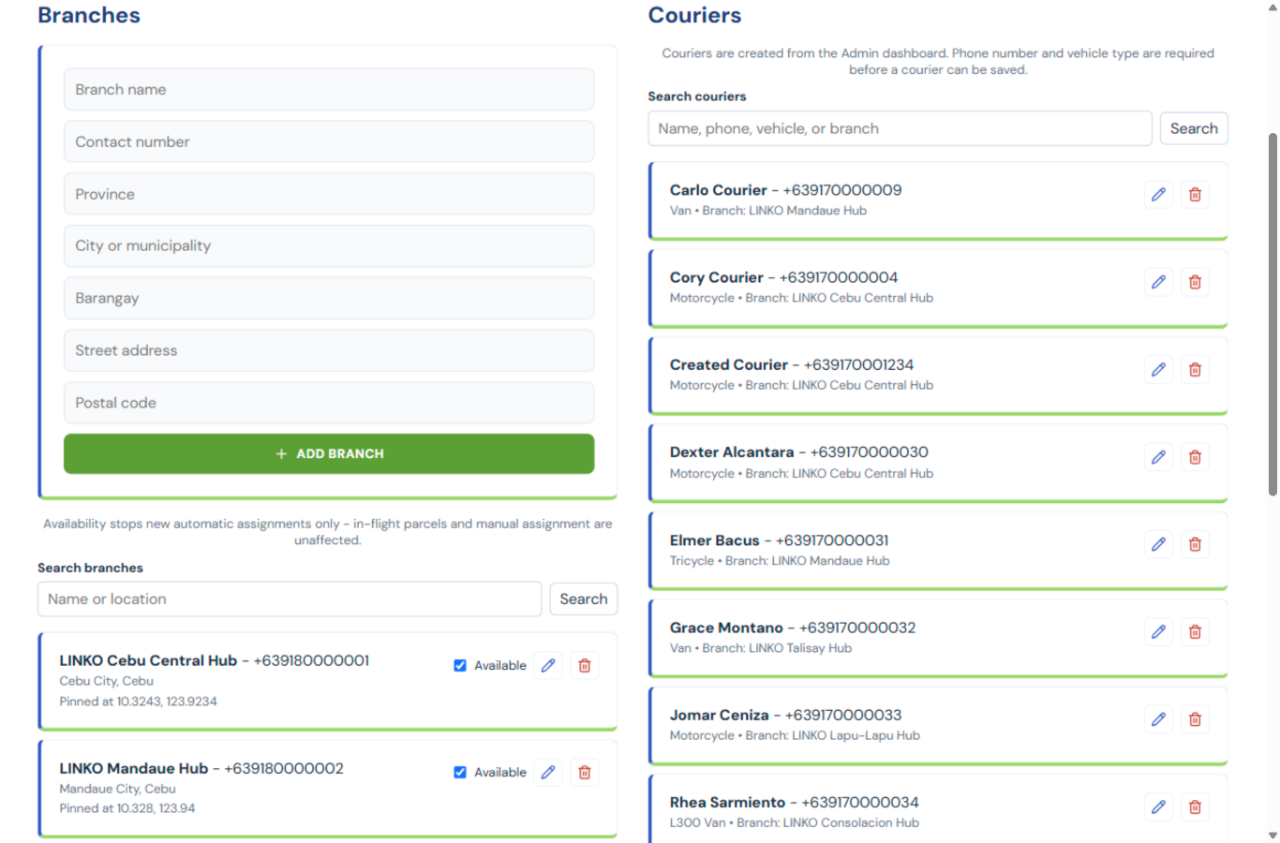 Branches
Branch name
Contact number
Province
City or municipality
Barangay
Street address
Postal code
+ ADD BRANCH
Availability stops new automatic assignments only - in-flight parcels and manual assignment are
unaffected.
Search branches
Name or location
Search
LINKO Cebu Central Hub - +639180000001
Cebu City, Cebu
Pinned at 10.3243, 123.9234
Available
LINKO Mandaue Hub - +639180000002
Mandaue City, Cebu
Pinned at 10.328, 123.94
Available
Couriers
Couriers are created from the Admin dashboard. Phone number and vehicle type are required
before a courier can be saved.
Search couriers
Name, phone, vehicle, or branch
Search
Carlo Courier - +639170000009
Van • Branch: LINKO Mandaue Hub
Cory Courier - +639170000004
Motorcycle • Branch: LINKO Cebu Central Hub
Created Courier - +639170001234
Motorcycle • Branch: LINKO Cebu Central Hub
Dexter Alcantara - +639170000030
Motorcycle • Branch: LINKO Cebu Central Hub
Elmer Bacus - +639170000031
Tricycle • Branch: LINKO Mandaue Hub
Grace Montano - +639170000032
Van • Branch: LINKO Talisay Hub
Jomar Ceniza - +639170000033
Motorcycle • Branch: LINKO Lapu-Lapu Hub
Rhea Sarmiento - +639170000034
L300 Van • Branch: LINKO Consolacion Hub